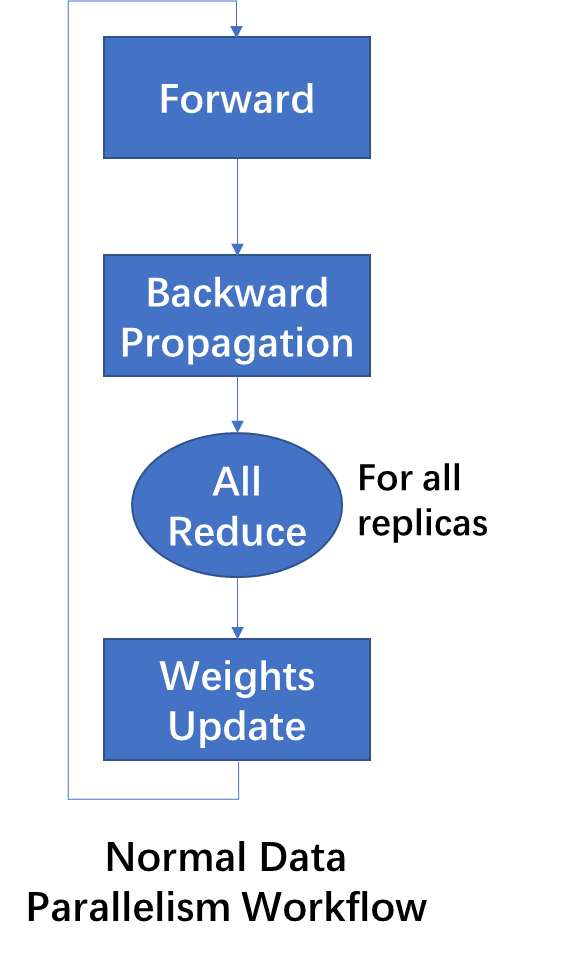 Forward
Backward
Propagation
All
Reduce
For all
replicas
Weights
Update
Normal Data
Parallelism Workflow